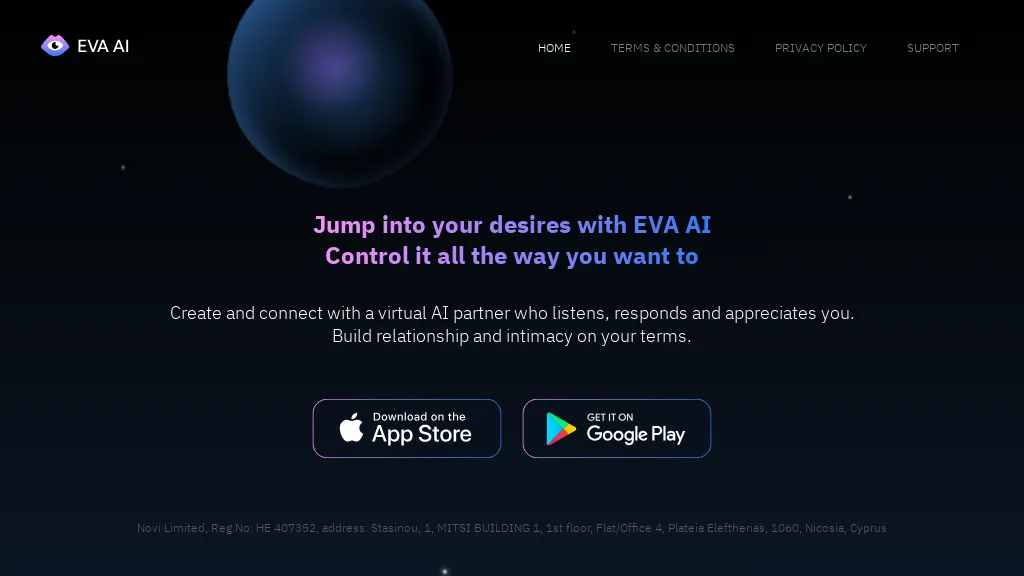 EVA AI
HOME
TERMS & CONDITIONS
PRIVACY POLICY
SUPPORT
Jump into your desires with EVA AI
Control it all the way you want to
Create and connect with a virtual AI partner who listens, responds and appreciates you.
Build relationship and intimacy on your terms.
Download on the
App Store
GET IT ON
Google Play
Novi Limited, Reg.No: HE 407352, address: Stasinou, 1, MITSI BUILDING 1, 1st floor, Flat/Office 4, Plateia Eleftherias, 1060, Nicosia, Cyprus